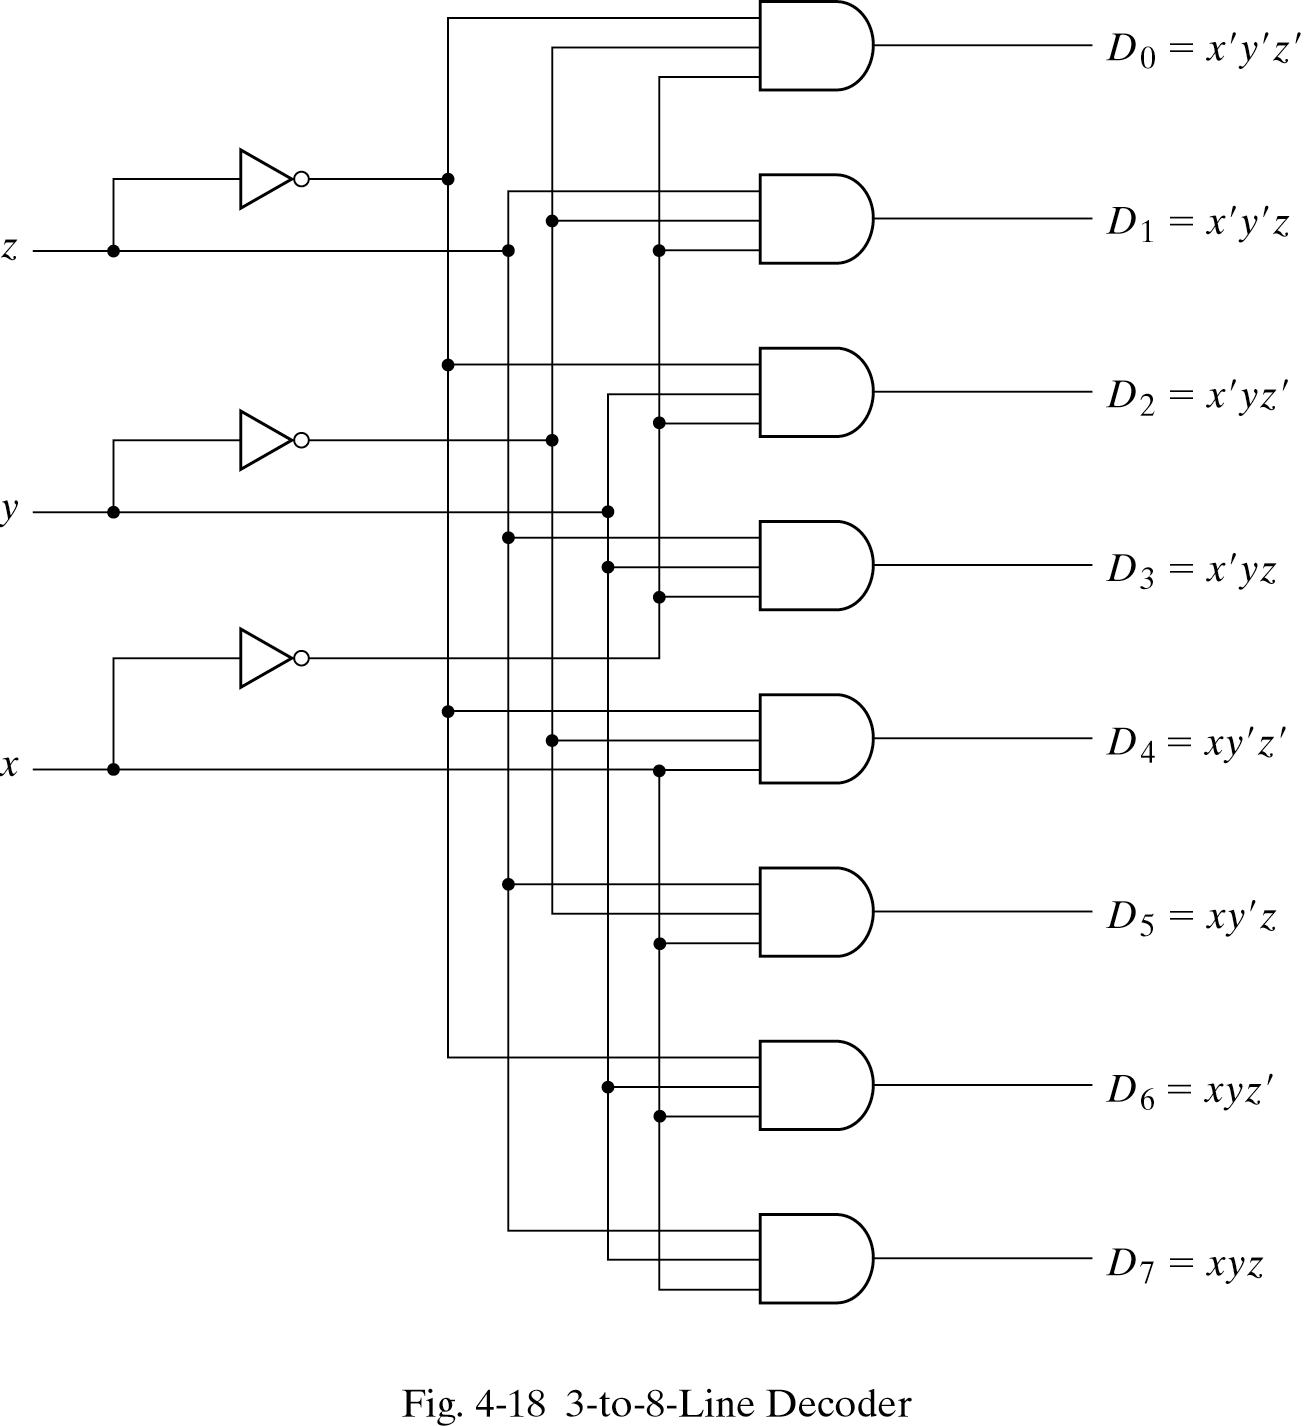 D₀ = x′y′z′
D₁ = x′y′z
z
D₂ = x′yz′
y
D₃ = x′yz
D₄ = xy′z′
x
D₅ = xy′z
D₆ = xyz′
D₇ = xyz
Fig. 4-18 3-to-8-Line Decoder